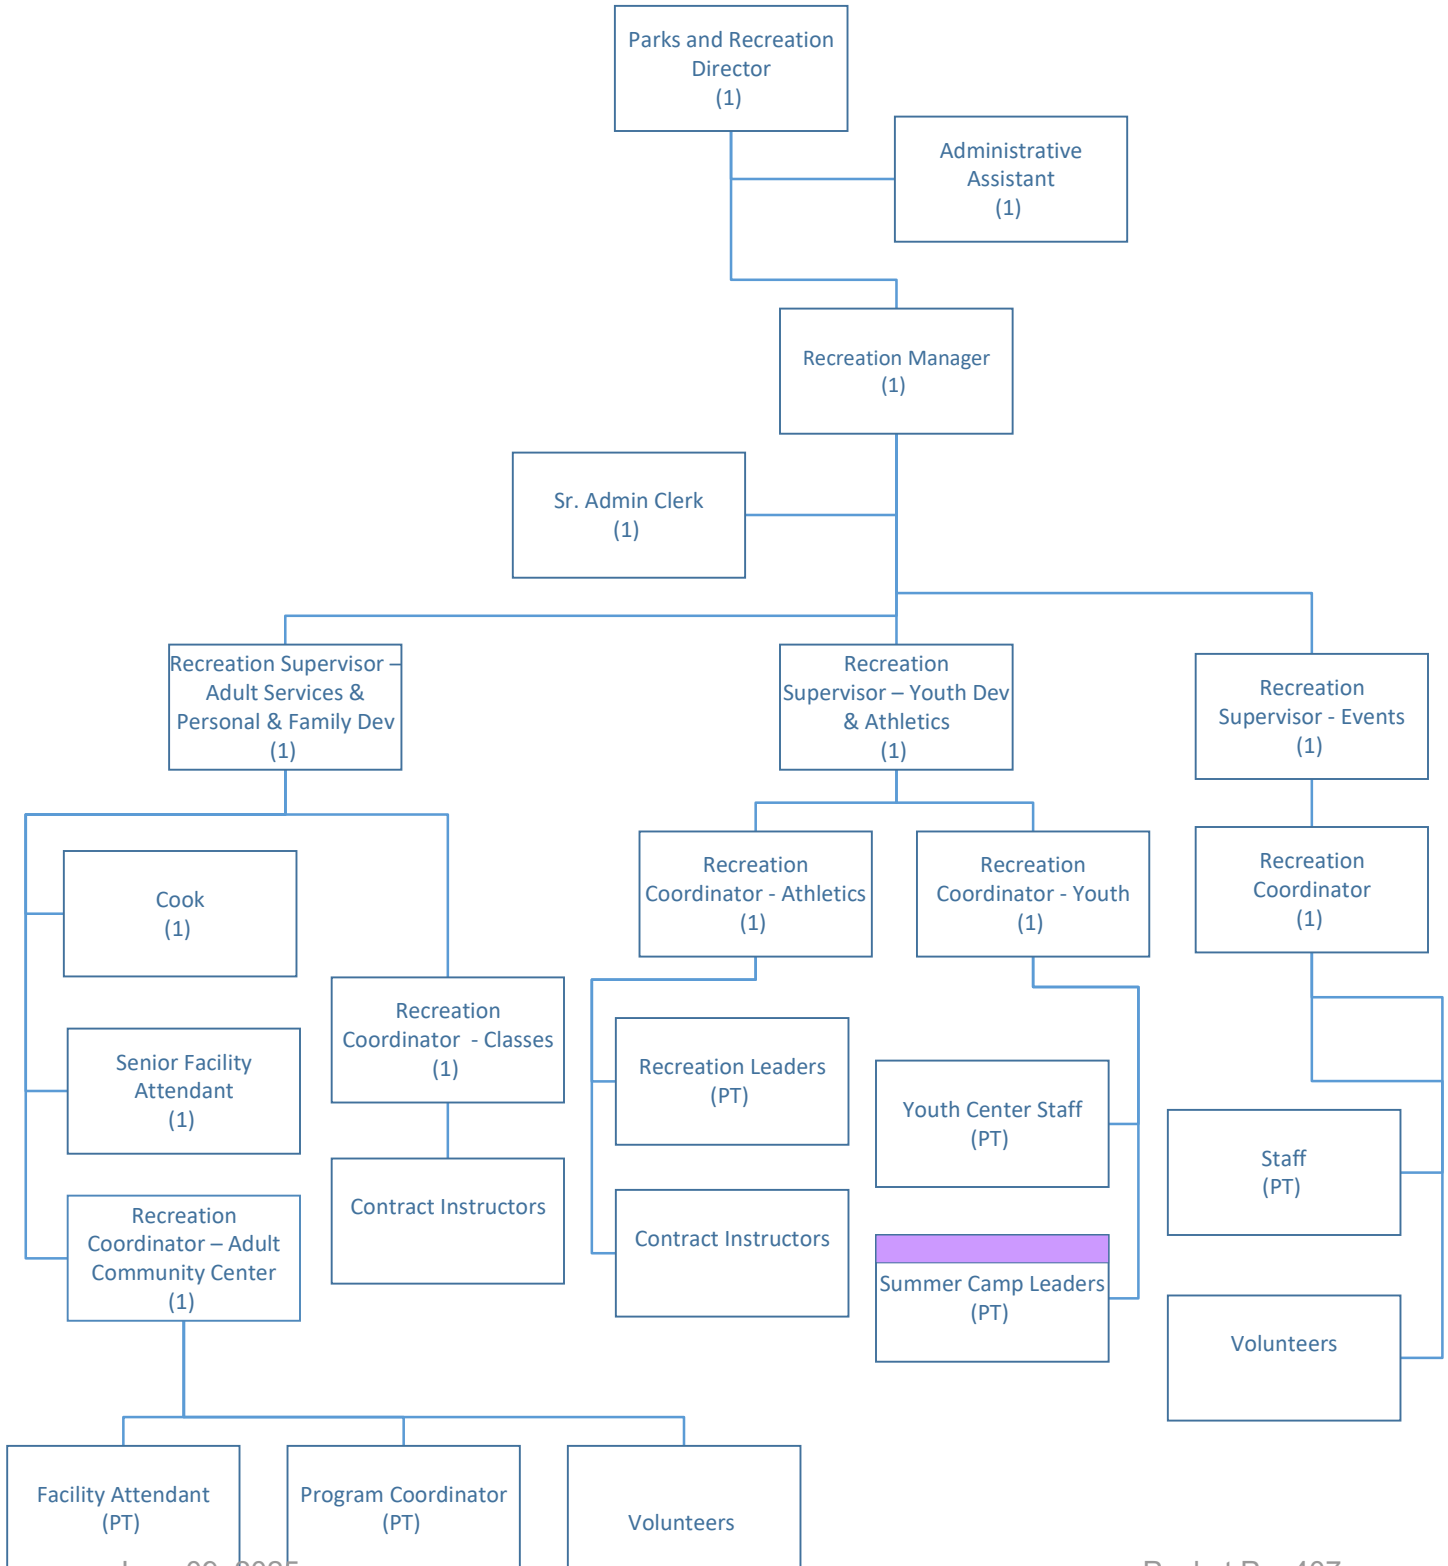 Parks and Recreation
Director
(1)
Administrative
Assistant
(1)
Recreation Manager
(1)
Sr. Admin Clerk
(1)
Recreation Supervisor –
Adult Services &
Personal & Family Dev
(1)
Recreation
Supervisor – Youth Dev
& Athletics
(1)
Recreation
Supervisor - Events
(1)
Cook
(1)
Senior Facility
Attendant
(1)
Recreation
Coordinator – Adult
Community Center
(1)
Recreation
Coordinator - Classes
(1)
Contract Instructors
Recreation
Coordinator - Athletics
(1)
Recreation Leaders
(PT)
Contract Instructors
Recreation
Coordinator - Youth
(1)
Youth Center Staff
(PT)
Summer Camp Leaders
(PT)
Recreation
Coordinator
(1)
Staff
(PT)
Volunteers
Facility Attendant
(PT)
Program Coordinator
(PT)
Volunteers